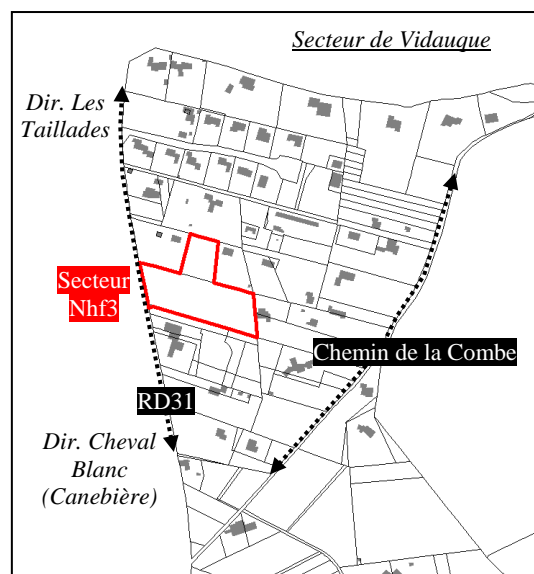 Secteur de Vidauque
Dir. Les
Taillades
Secteur
Nhf3
Chemin de la Combe
RD31
Dir. Cheval
Blanc
(Canebière)